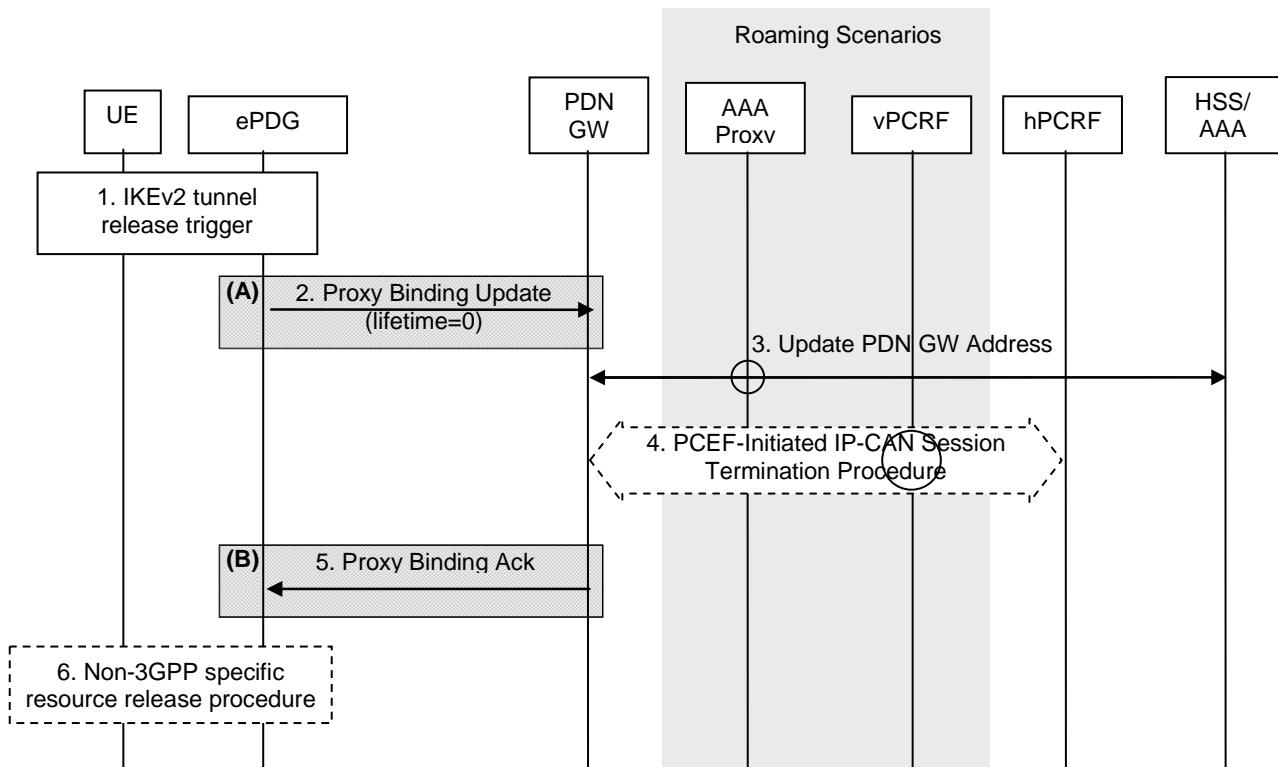 Roaming Scenarios
UE
ePDG
PDN
GW
AAA
Proxy
vPCRF
hPCRF
HSS/
AAA
1. IKEv2 tunnel
release trigger
(A)
2. Proxy Binding Update
(lifetime=0)
3. Update PDN GW Address
4. PCEF-Initiated IP-CAN Session
Termination Procedure
(B)
5. Proxy Binding Ack
6. Non-3GPP specific
resource release procedure